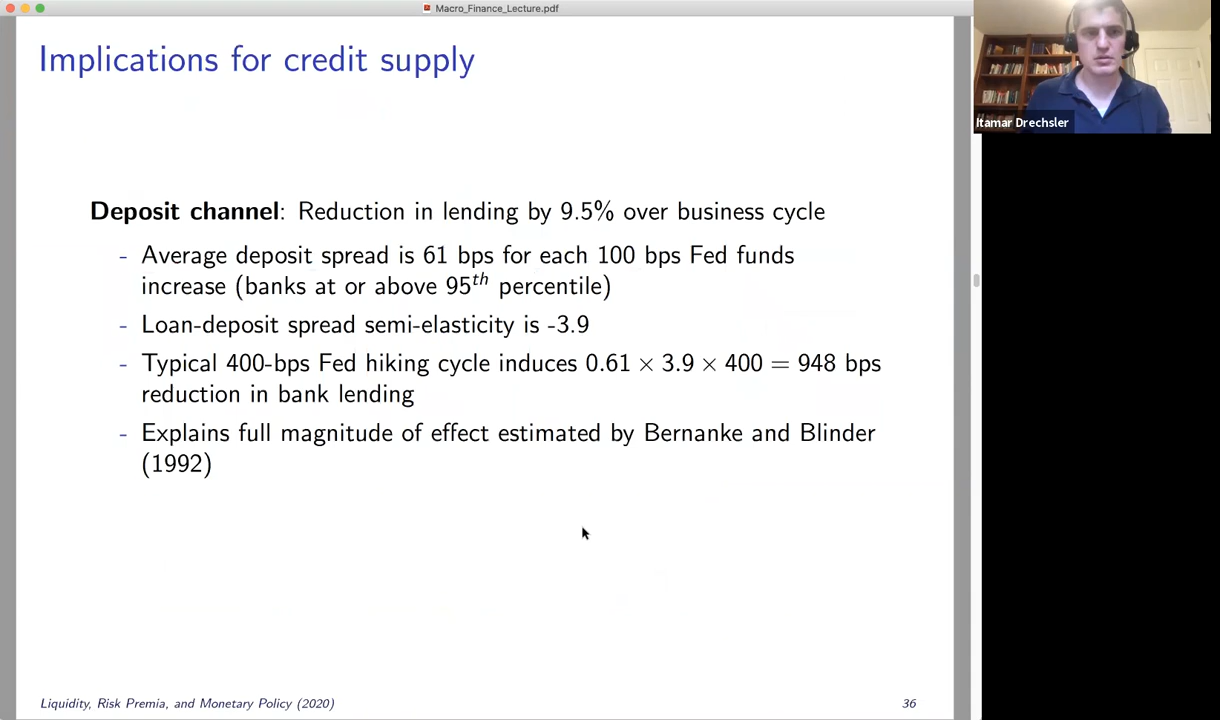 Macro_Finance_Lecture.pdf
Implications for credit supply
Itamar Drechsler
Deposit channel: Reduction in lending by 9.5% over business cycle
- Average deposit spread is 61 bps for each 100 bps Fed funds
increase (banks at or above 95th percentile)
- Loan-deposit spread semi-elasticity is -3.9
- Typical 400-bps Fed hiking cycle induces 0.61 × 3.9 × 400 = 948 bps
reduction in bank lending
- Explains full magnitude of effect estimated by Bernanke and Blinder
(1992)
Liquidity, Risk Premia, and Monetary Policy (2020)
36